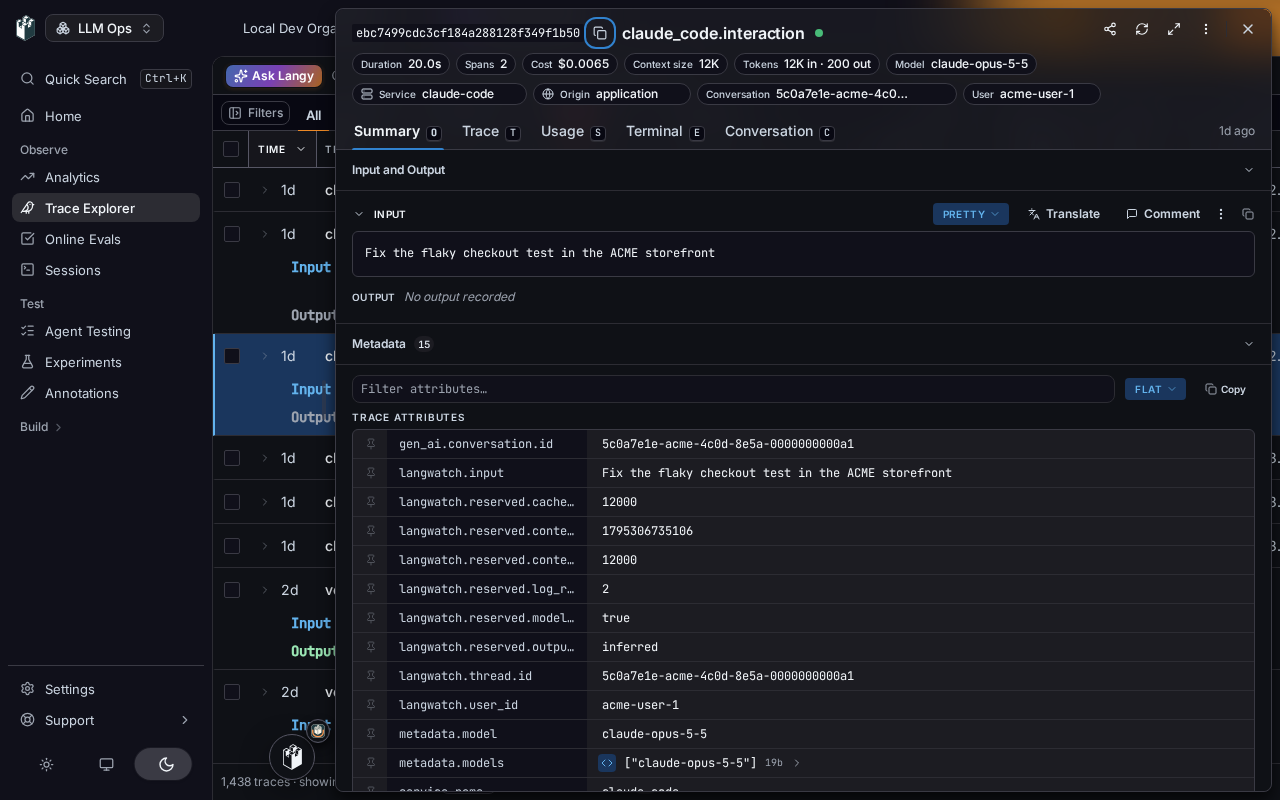 LLM Ops
Local Dev Orga
Quick Search Ctrl+K
Home
Observe
Analytics
Trace Explorer
Online Evals
Sessions
Test
Agent Testing
Experiments
Annotations
Build
Settings
Support
Ask Langy
Filters All
TIME
1d
1d
Input
Output
1d
Input
Output
1d
1d
1d
2d
Input
Output
2d
1,438 traces · showin
ebc7499cdc3cf184a288128f349f1b50 claude_code.interaction
Duration 20.0s Spans 2 Cost $0.0065 Context size 12K Tokens 12K in · 200 out Model claude-opus-5-5
Service claude-code Origin application Conversation 5c0a7e1e-acme-4c0… User acme-user-1
Summary O Trace T Usage S Terminal E Conversation C 1d ago
Input and Output
INPUT PRETTY Translate Comment
Fix the flaky checkout test in the ACME storefront
OUTPUT No output recorded
Metadata 15
Filter attributes… FLAT Copy
TRACE ATTRIBUTES
gen_ai.conversation.id 5c0a7e1e-acme-4c0d-8e5a-0000000000a1
langwatch.input Fix the flaky checkout test in the ACME storefront
langwatch.reserved.cache… 12000
langwatch.reserved.conte… 1795306735106
langwatch.reserved.conte… 12000
langwatch.reserved.log_r… 2
langwatch.reserved.model… true
langwatch.reserved.outpu… inferred
langwatch.thread.id 5c0a7e1e-acme-4c0d-8e5a-0000000000a1
langwatch.user_id acme-user-1
metadata.model claude-opus-5-5
metadata.models ["claude-opus-5-5"] 19b
service.name claude-code